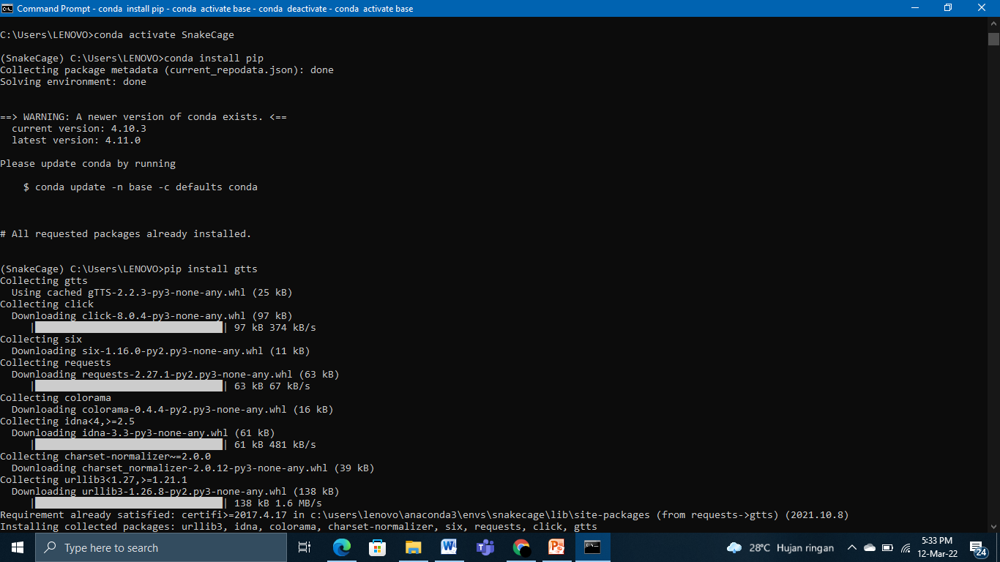 Command Prompt - conda  install pip - conda  activate base - conda  deactivate - conda  activate base
C:\Users\LENOVO>conda activate SnakeCage
(SnakeCage) C:\Users\LENOVO>conda install pip
Collecting package metadata (current_repodata.json): done
Solving environment: done
==> WARNING: A newer version of conda exists. <==
  current version: 4.10.3
  latest version: 4.11.0
Please update conda by running
    $ conda update -n base -c defaults conda
# All requested packages already installed.
(SnakeCage) C:\Users\LENOVO>pip install gtts
Collecting gtts
  Using cached gTTS-2.2.3-py3-none-any.whl (25 kB)
Collecting click
  Downloading click-8.0.4-py3-none-any.whl (97 kB)
     || 97 kB 374 kB/s
Collecting six
  Downloading six-1.16.0-py2.py3-none-any.whl (11 kB)
Collecting requests
  Downloading requests-2.27.1-py2.py3-none-any.whl (63 kB)
     || 63 kB 67 kB/s
Collecting colorama
  Downloading colorama-0.4.4-py2.py3-none-any.whl (16 kB)
Collecting idna<4,>=2.5
  Downloading idna-3.3-py3-none-any.whl (61 kB)
     || 61 kB 481 kB/s
Collecting charset-normalizer~=2.0.0
  Downloading charset_normalizer-2.0.12-py3-none-any.whl (39 kB)
Collecting urllib3<1.27,>=1.21.1
  Downloading urllib3-1.26.8-py2.py3-none-any.whl (138 kB)
     || 138 kB 1.6 MB/s
Requirement already satisfied: certifi>=2017.4.17 in c:\users\lenovo\anaconda3\envs\snakecage\lib\site-packages (from requests->gtts) (2021.10.8)
Installing collected packages: urllib3, idna, colorama, charset-normalizer, six, requests, click, gtts
Type here to search
28°C Hujan ringan
5:33 PM
12-Mar-22
24